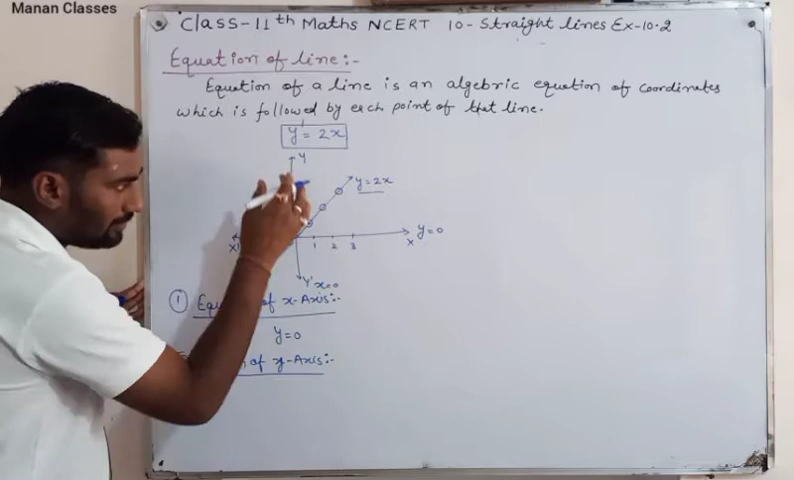 Manan Classes
Class-11th Maths NCERT 10-Straight lines Ex-10.2
Equation of line:-
Equation of a line is an algebric equation of coordinates
which is followed by each point of that line.
y = 2x
Y
y=2x
X'
1 2 3
X
y=0
Y'
x=0
① Equ of x-Axis:-
y=0
of y-Axis:-